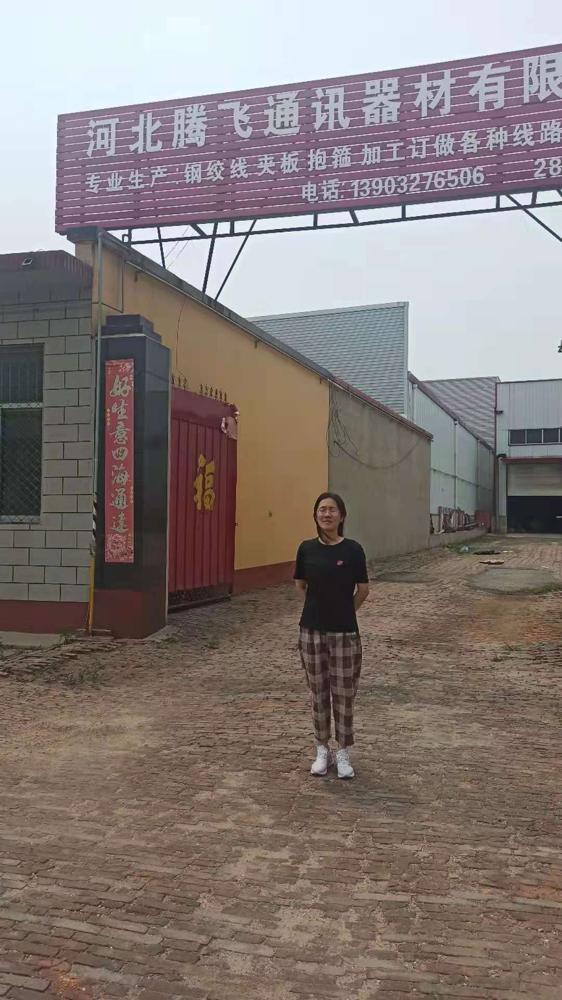 河北腾飞通讯器材有限
专业生产:钢绞线 夹板 抱箍 加工订做各种线路
电话:13903276506 28
好生意四海通達
福